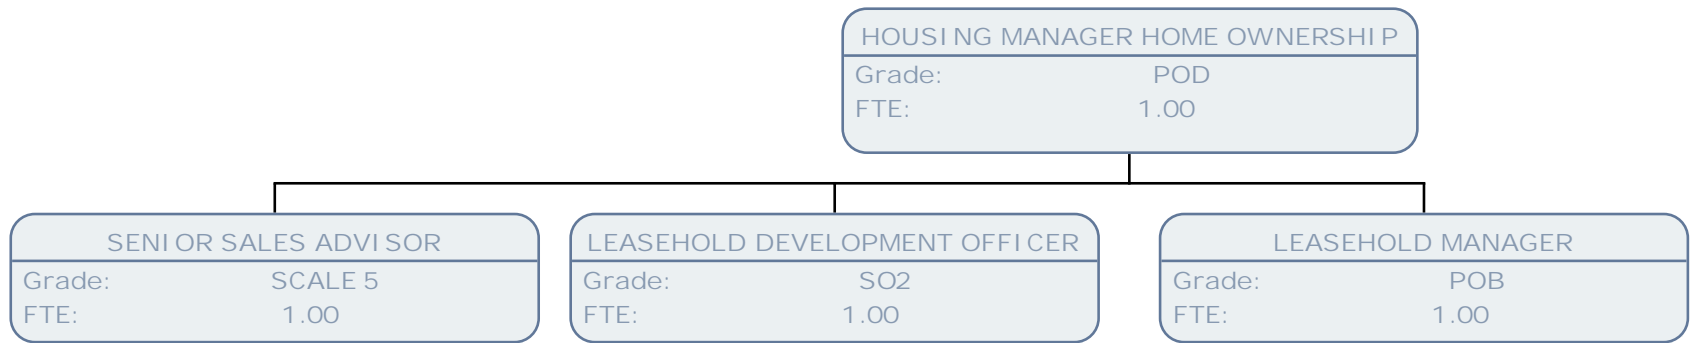 HOUSING MANAGER HOME OWNERSHIP
Grade: POD
FTE: 1.00
SENIOR SALES ADVISOR
Grade: SCALE 5
FTE: 1.00
LEASEHOLD DEVELOPMENT OFFICER
Grade: SO2
FTE: 1.00
LEASEHOLD MANAGER
Grade: POB
FTE: 1.00